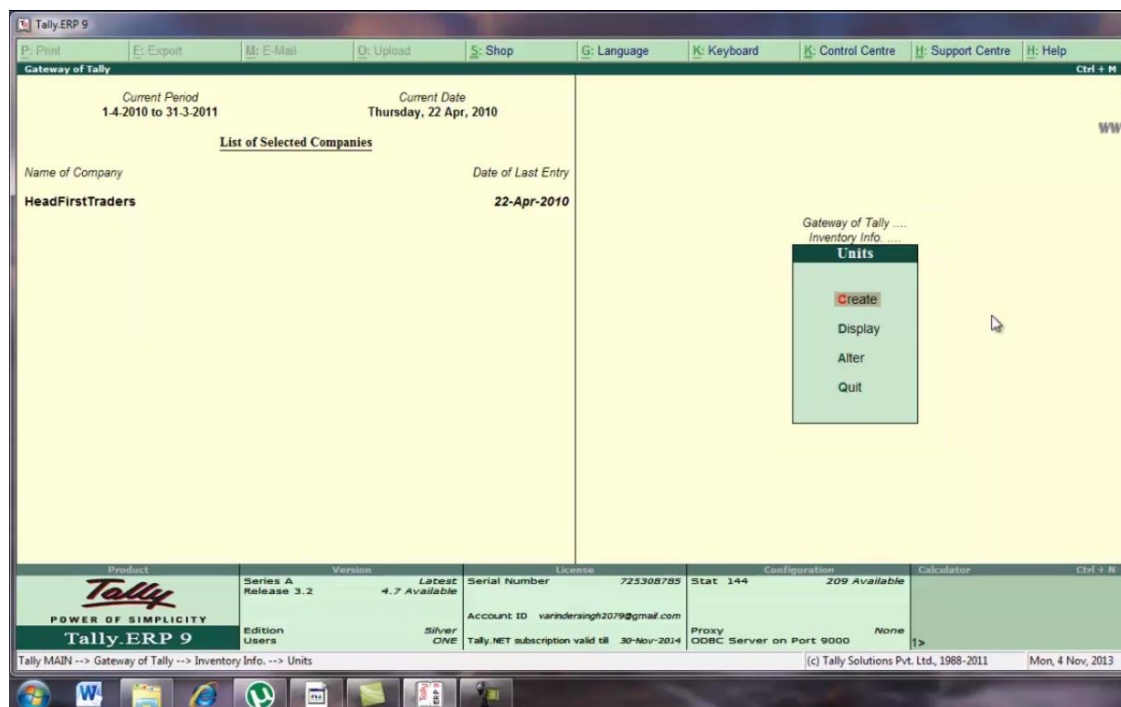 Tally.ERP 9
P: Print E: Export M: E-Mail O: Upload S: Shop G: Language K: Keyboard K: Control Centre H: Support Centre H: Help
Gateway of Tally Ctrl + M
Current Period Current Date
1-4-2010 to 31-3-2011 Thursday, 22 Apr, 2010
List of Selected Companies
Name of Company Date of Last Entry
HeadFirstTraders 22-Apr-2010
Gateway of Tally ....
Inventory Info. ....
Units
Create
Display
Alter
Quit
Product Version License Configuration Calculator Ctrl + N
Tally
POWER OF SIMPLICITY
Tally.ERP 9
Series A Latest
Release 3.2 4.7 Available
Edition Silver
Users ONE
Serial Number 725308785
Account ID varindersingh2079@gmail.com
Tally.NET subscription valid till 30-Nov-2014
Stat 144 209 Available
Proxy None
ODBC Server on Port 9000
1>
Tally MAIN --> Gateway of Tally --> Inventory Info. --> Units (c) Tally Solutions Pvt. Ltd., 1988-2011 Mon, 4 Nov, 2013